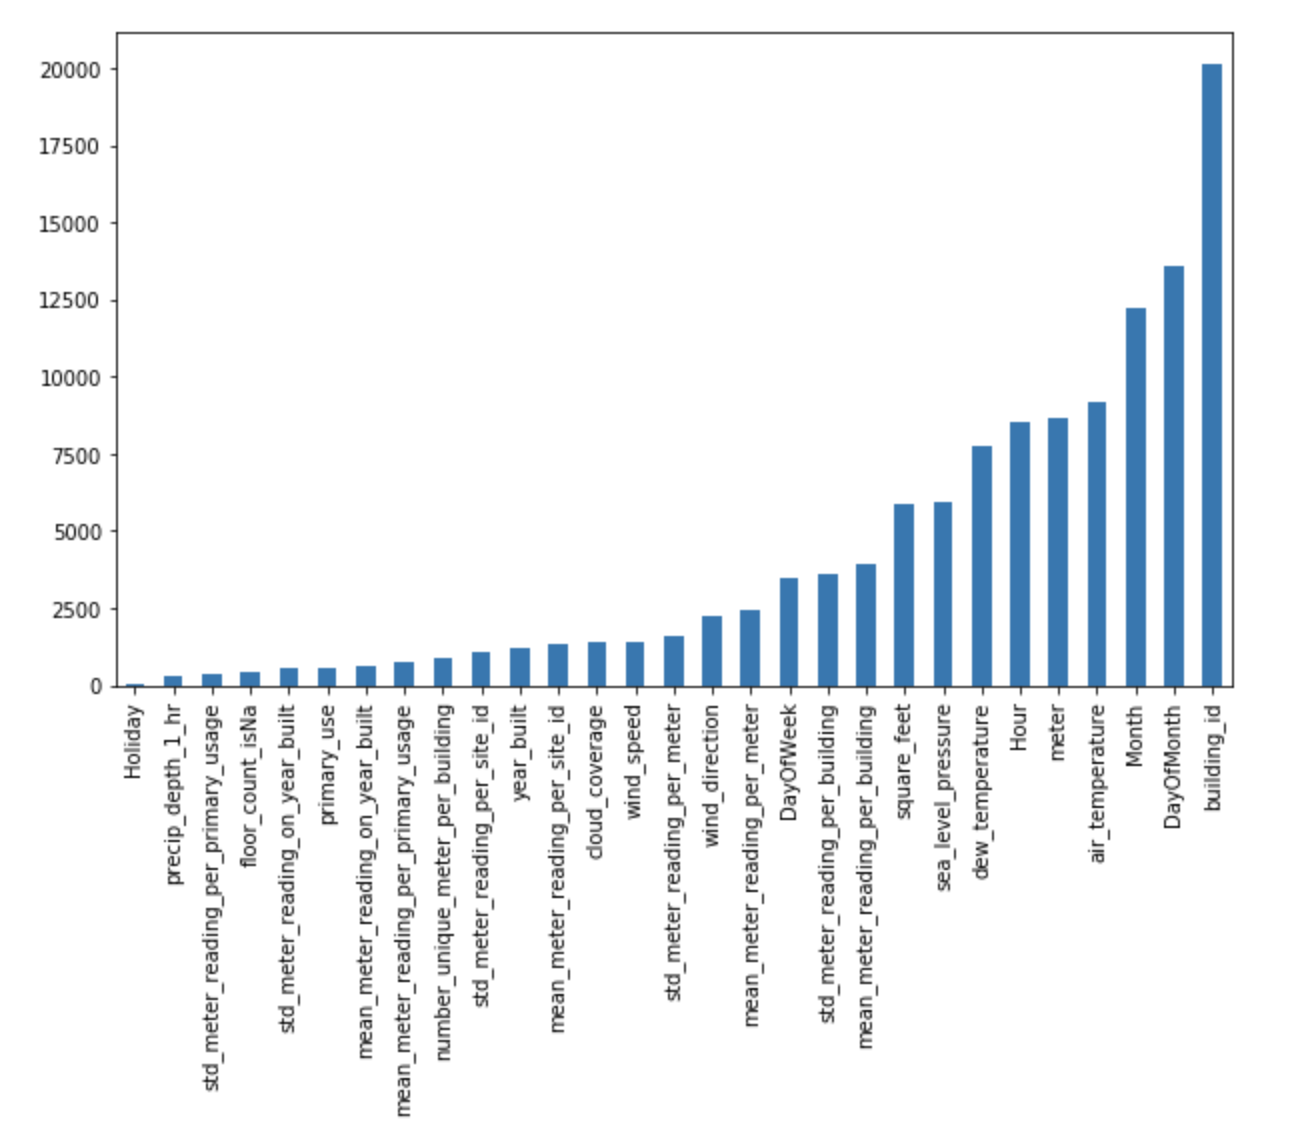 20000
17500
15000
12500
10000
7500
5000
2500
0
Holiday
precip_depth_1_hr
std_meter_reading_per_primary_usage
floor_count_isNa
std_meter_reading_on_year_built
primary_use
mean_meter_reading_on_year_built
mean_meter_reading_per_primary_usage
number_unique_meter_per_building
std_meter_reading_per_site_id
year_built
mean_meter_reading_per_site_id
cloud_coverage
wind_speed
std_meter_reading_per_meter
wind_direction
mean_meter_reading_per_meter
DayOfWeek
std_meter_reading_per_building
mean_meter_reading_per_building
square_feet
sea_level_pressure
dew_temperature
Hour
meter
air_temperature
Month
DayOfMonth
building_id